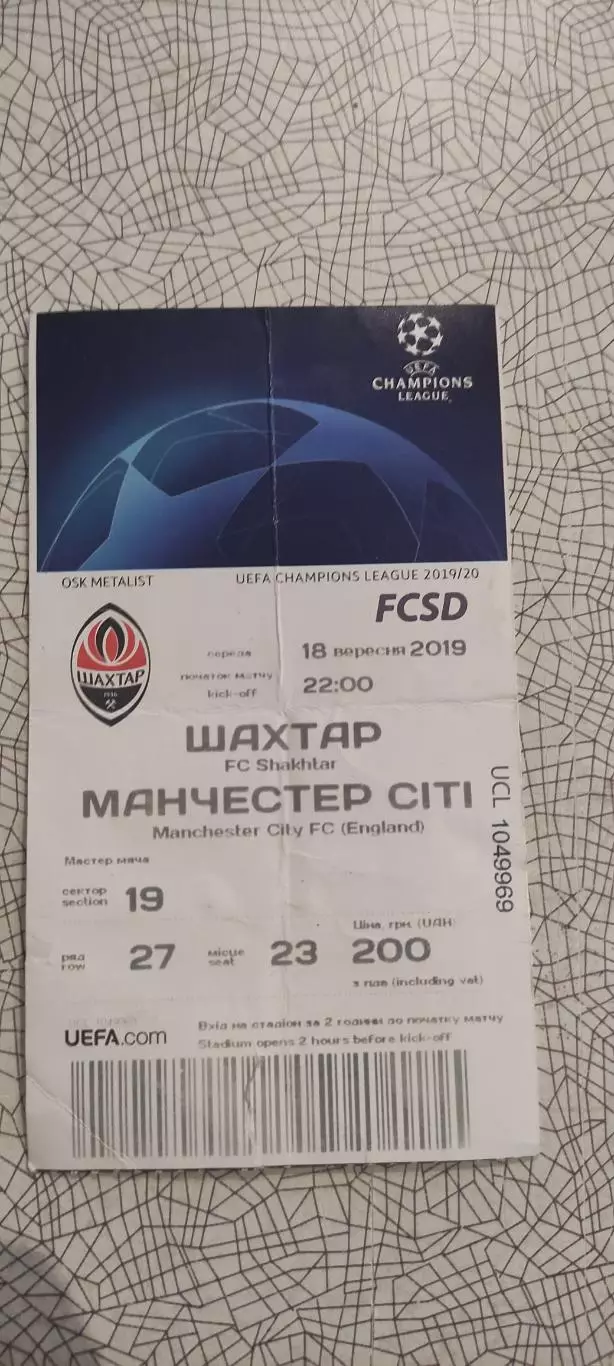 UEFA
CHAMPIONS
LEAGUE
OSK METALIST
UEFA CHAMPIONS LEAGUE 2019/20
FCSD
середа
18 вересня 2019
ШАХТАР
1936
початок матчу
kick-off
22:00
ШАХТАР
FC Shakhtar
МАНЧЕСТЕР СІТІ
Manchester City FC (England)
UCL 1049969
Мастер мяча
сектор
section
19
Ціна, грн (UAH)
ряд
row
27
місце
seat
23
200
з пдв (including vat)
UEFA.com
Вхід на стадіон за 2 години до початку матчу
Stadium opens 2 hours before kick-off